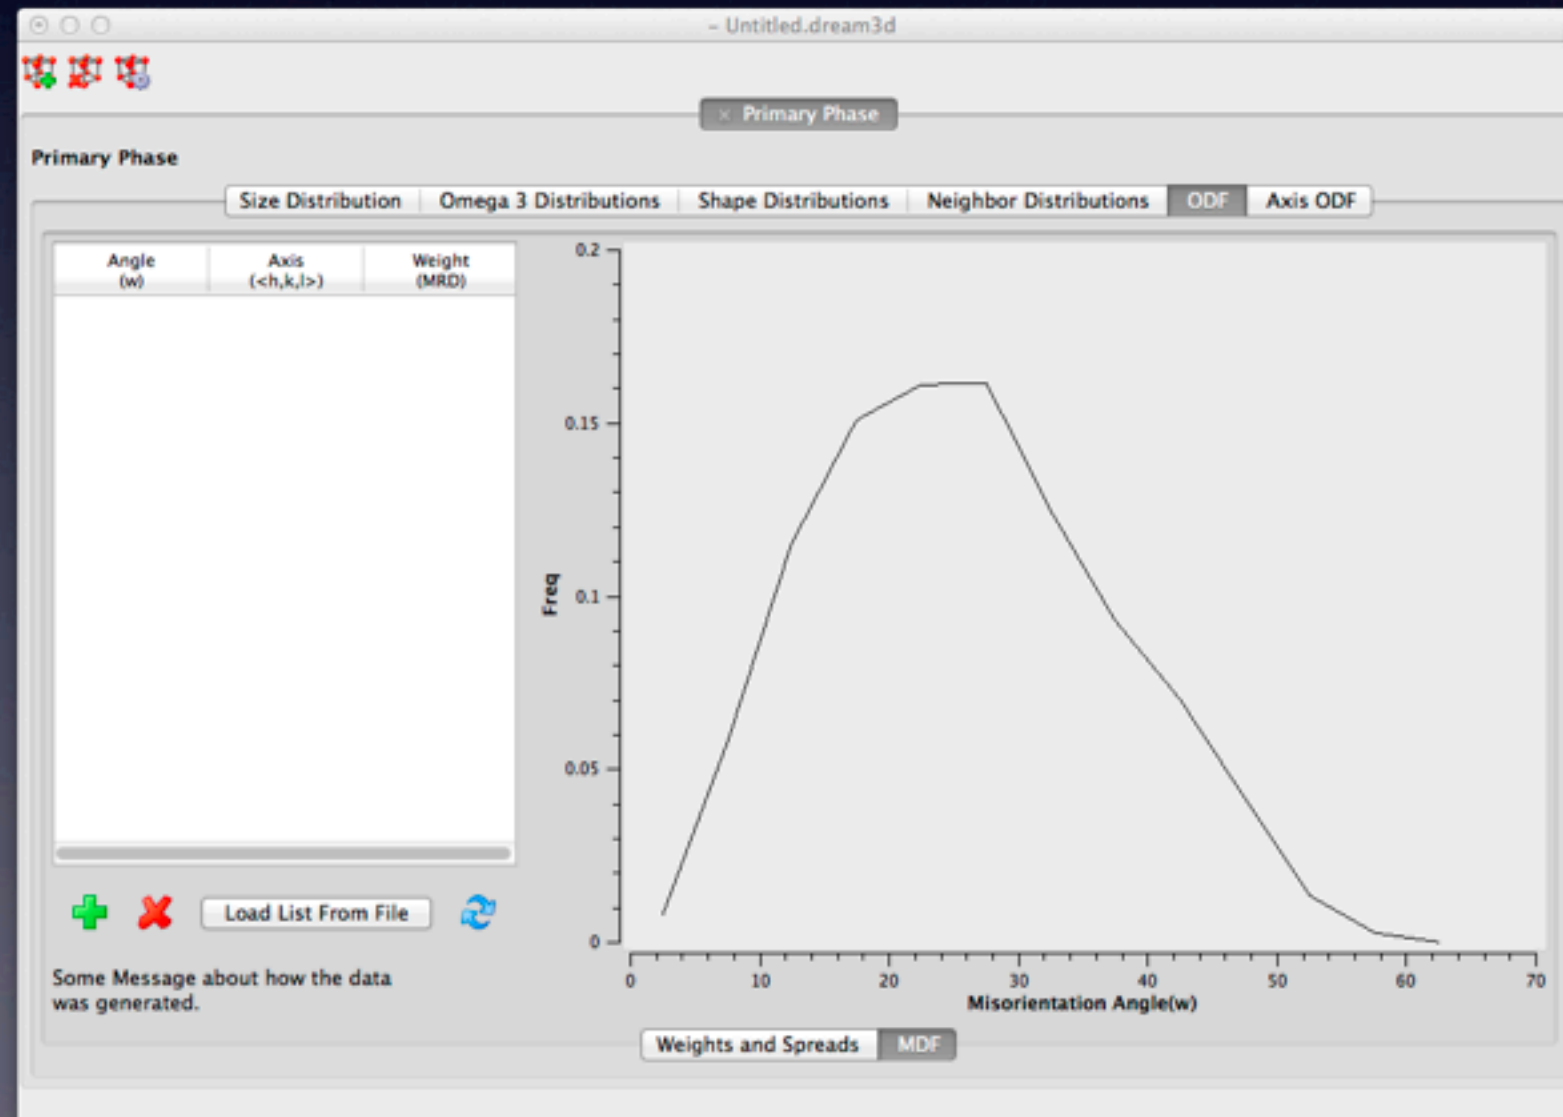 – Untitled.dream3d
Primary Phase
Primary Phase
Size Distribution Omega 3 Distributions Shape Distributions Neighbor Distributions ODF Axis ODF
Angle Axis Weight
(w) (<h,k,l>) (MRD)
0.2
0.15
0.1
0.05
0
Freq
0 10 20 30 40 50 60 70
Misorientation Angle(w)
Load List From File
Some Message about how the data
was generated.
Weights and Spreads MDF